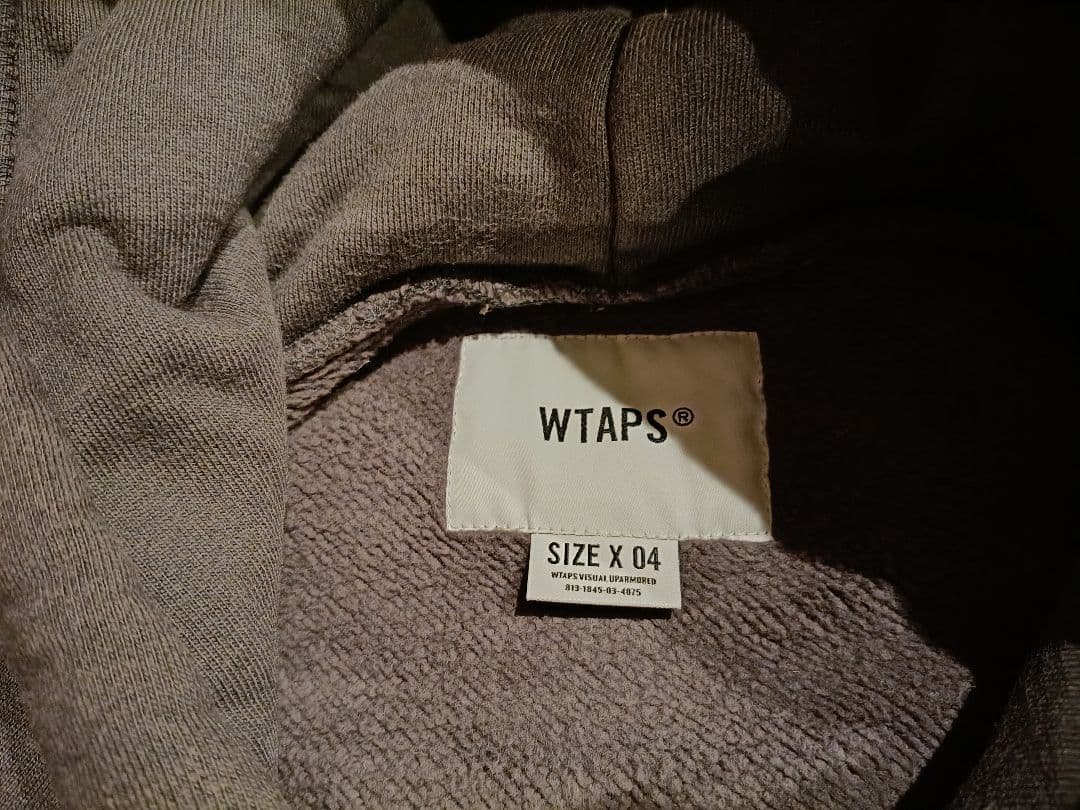 WTAPS®
SIZE X 04
WTAPS VISUAL UPARMORED
813-1845-03-4875